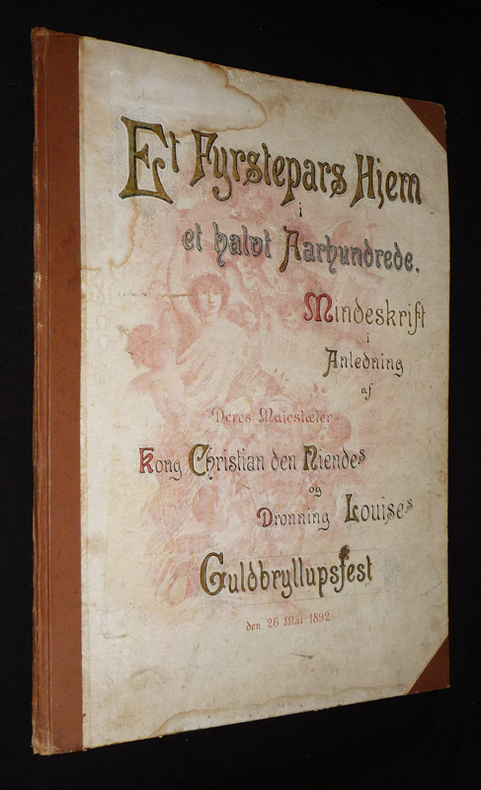 Et Fyrstepars Hjem
i
et halvt Aarhundrede.
Mindeskrift
i
Anledning
af
Deres Majestæter
Kong Christian den Niendes
og
Dronning Louises
Guldbryllupsfest
den 26 Mai 1892